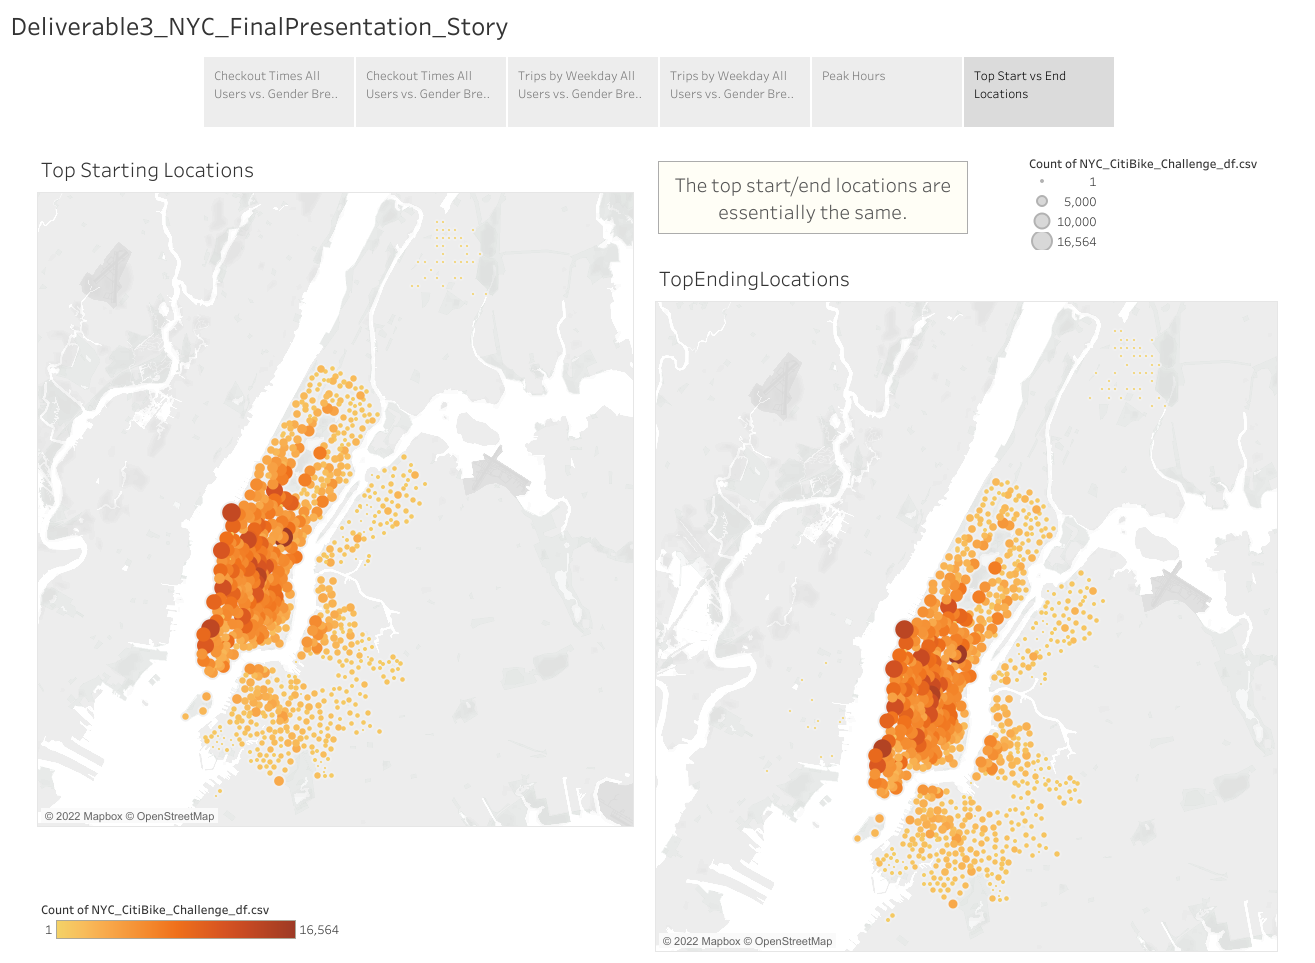 Deliverable3_NYC_FinalPresentation_Story
Checkout Times All
Users vs. Gender Bre..
Checkout Times All
Users vs. Gender Bre..
Trips by Weekday All
Users vs. Gender Bre..
Trips by Weekday All
Users vs. Gender Bre..
Peak Hours
Top Start vs End
Locations
Top Starting Locations
The top start/end locations are
essentially the same.
Count of NYC_CitiBike_Challenge_df.csv
1
5,000
10,000
16,564
TopEndingLocations
© 2022 Mapbox © OpenStreetMap
Count of NYC_CitiBike_Challenge_df.csv
1 16,564
© 2022 Mapbox © OpenStreetMap